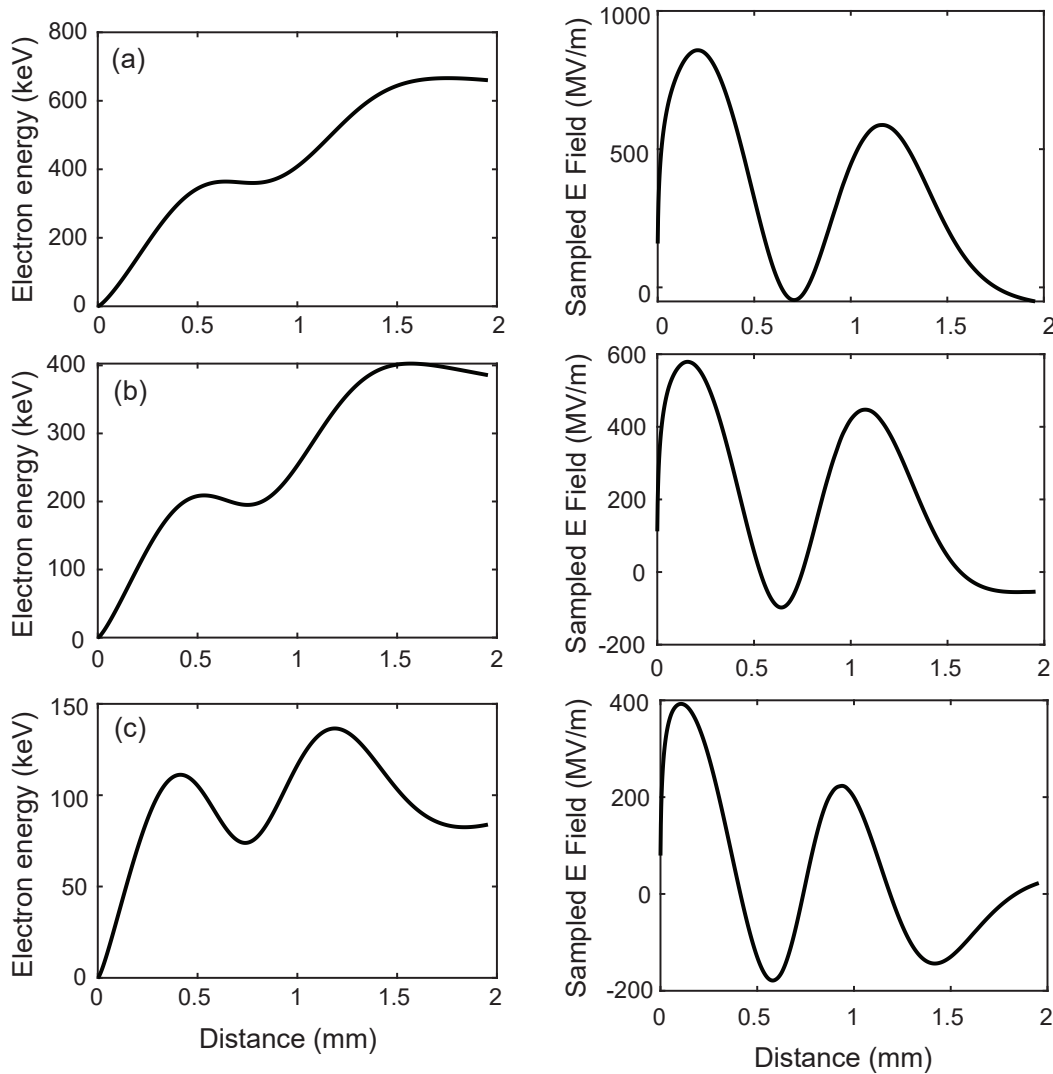 (a)
Electron energy (keV)
800
600
400
200
0
0 0.5 1 1.5 2
Sampled E Field (MV/m)
1000
500
0
0 0.5 1 1.5 2
(b)
Electron energy (keV)
400
300
200
100
0
0 0.5 1 1.5 2
Sampled E Field (MV/m)
600
400
200
0
-200
0 0.5 1 1.5 2
(c)
Electron energy (keV)
150
100
50
0
0 0.5 1 1.5 2
Distance (mm)
Sampled E Field (MV/m)
400
200
0
-200
0 0.5 1 1.5 2
Distance (mm)